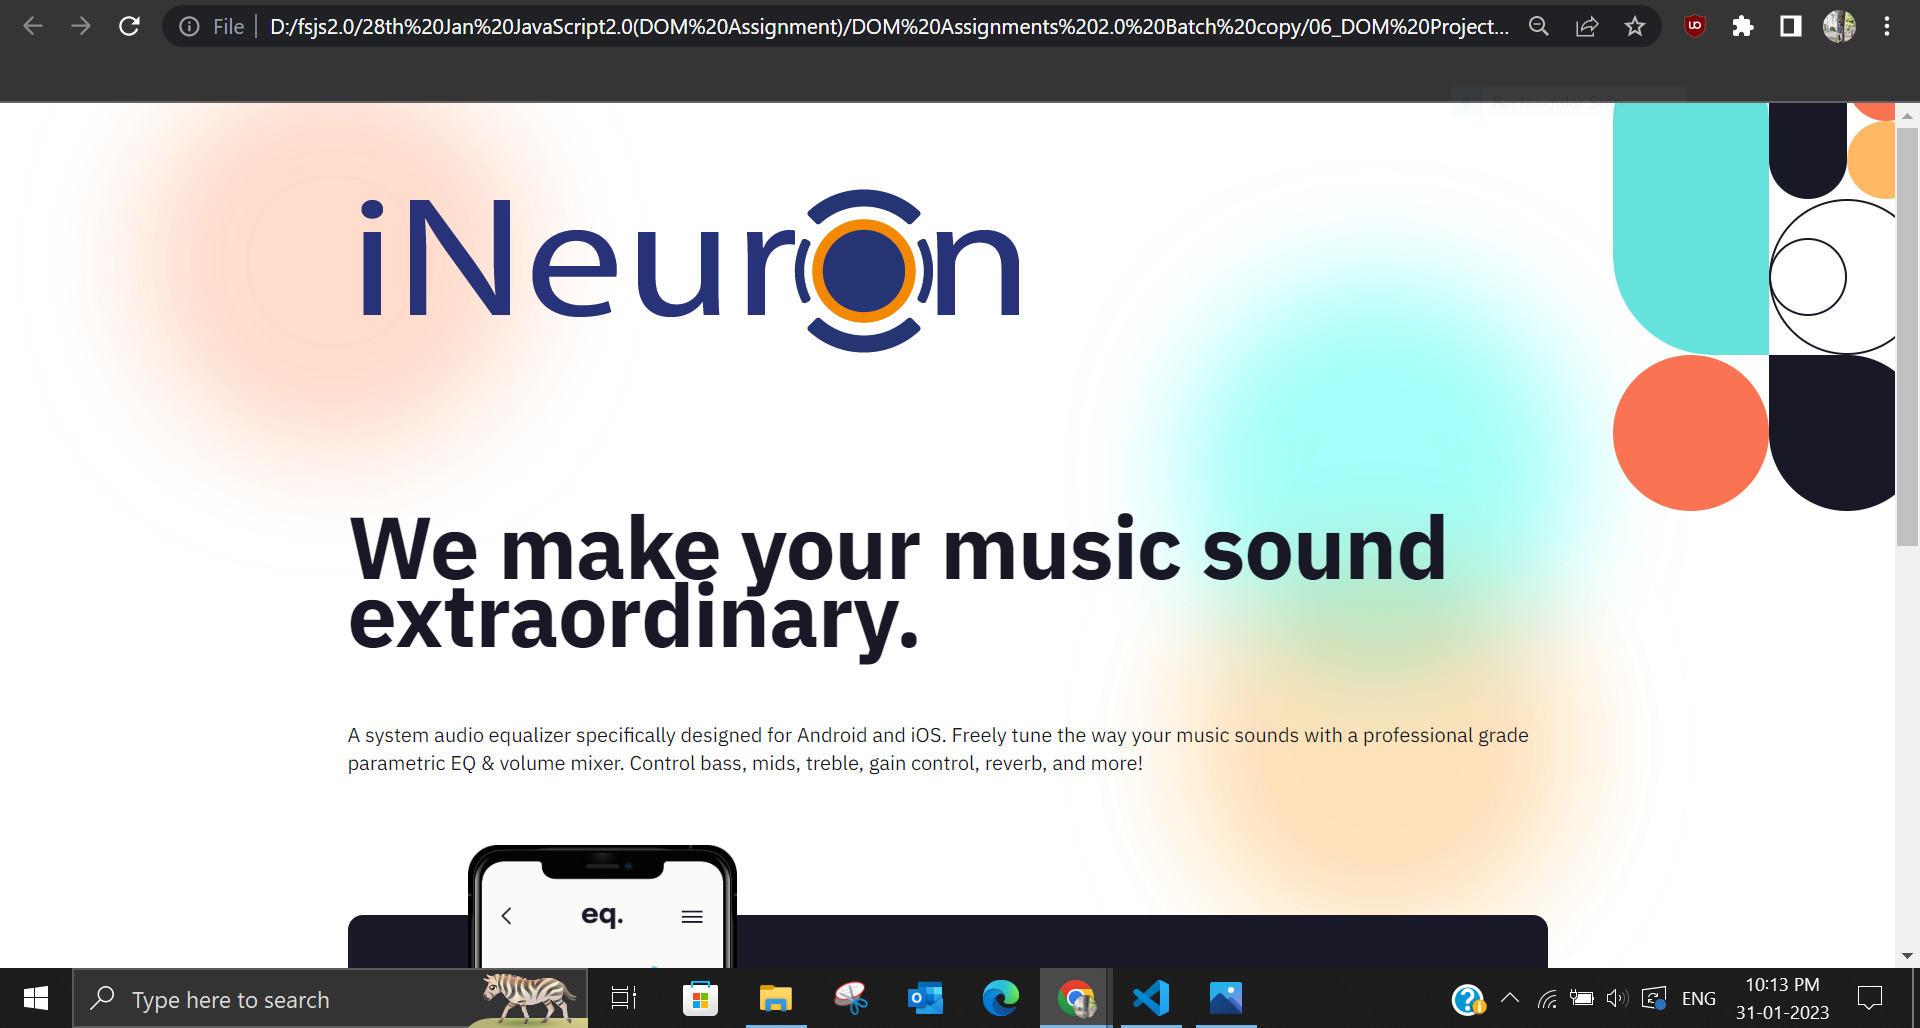 File
D:/fsjs2.0/28th%20Jan%20JavaScript2.0(DOM%20Assignment)/DOM%20Assignments%202.0%20Batch%20copy/06_DOM%20Project...
iNeuron
We make your music sound
extraordinary.
A system audio equalizer specifically designed for Android and iOS. Freely tune the way your music sounds with a professional grade
parametric EQ & volume mixer. Control bass, mids, treble, gain control, reverb, and more!
eq.
Type here to search
ENG
10:13 PM
31-01-2023